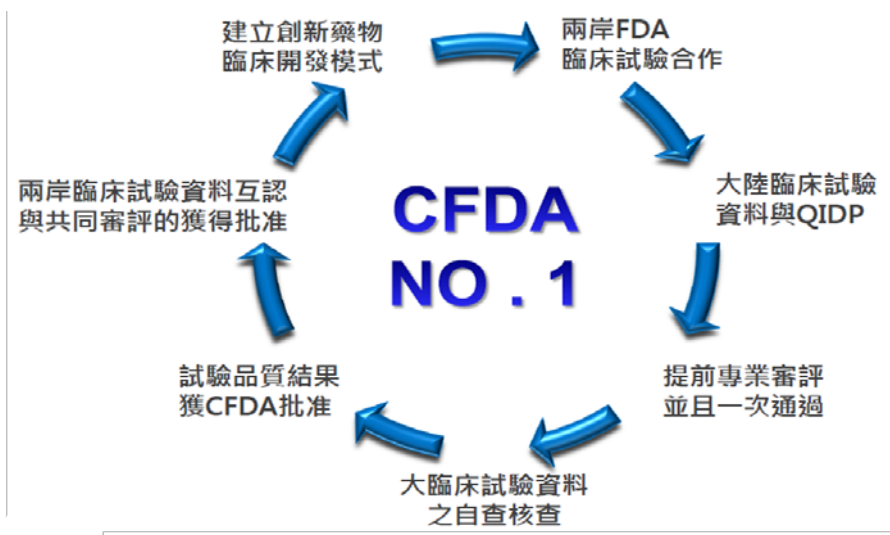 建立創新藥物
臨床開發模式
兩岸FDA
臨床試驗合作
大陸臨床試驗
資料與QIDP
提前專業審評
並且一次通過
大臨床試驗資料
之自查核查
試驗品質結果
獲CFDA批准
兩岸臨床試驗資料互認
與共同審評的獲得批准
CFDA
NO . 1